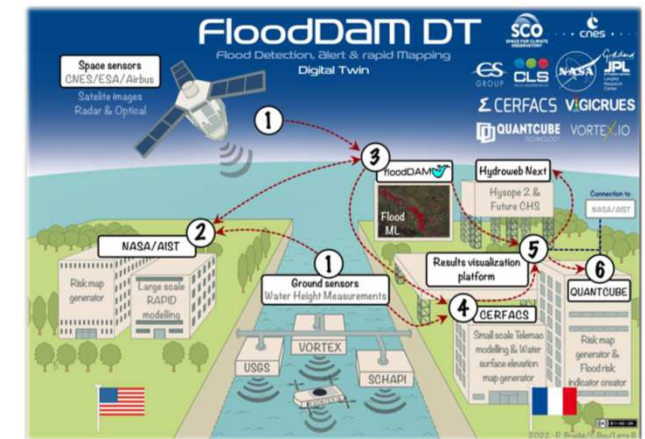 FloodDAM DT
Flood Detection, alert & rapid Mapping
Digital Twin
SCO
SPACE FOR CLIMATE
OBSERVATORY
cnes
CS
GROUP
CLS
NASA
Goddard
JPL
CERFACS
VIGICRUES
QUANTCUBE
TECHNOLOGY
VORTEX.IO
Space sensors
CNES/ESA/Airbus
Satelite images
Radar & Optical
1
3
floodDAM
Flood
ML
Hydroweb Next
Hysope 2 &
Future CHS
Connection to
NASA/AIST
2
NASA/AIST
Risk map
generator
Large scale
RAPID
modelling
1
Ground sensors
Water Height Measurements
VORTEX
USGS
SCHAPI
5
Results visualization
platform
4
CERFACS
Small scale Telemac
modelling & Water
surface elevation
map generator
6
QUANTCUBE
Risk map
generator &
Flood risk
indicator creator